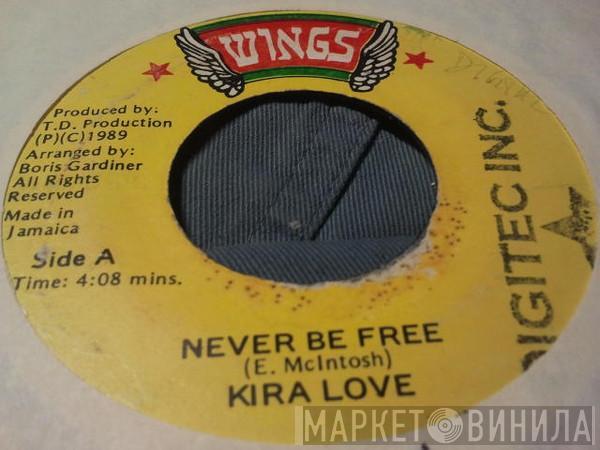 WINGS
Produced by:
T.D. Production
(P)(C)1989
Arranged by:
Boris Gardiner
All Rights
Reserved
Made in
Jamaica
Side A
Time: 4:08 mins.
DIGITEC INC.
NEVER BE FREE
(E. McIntosh)
KIRA LOVE
МАРКЕТ ВИНИЛА